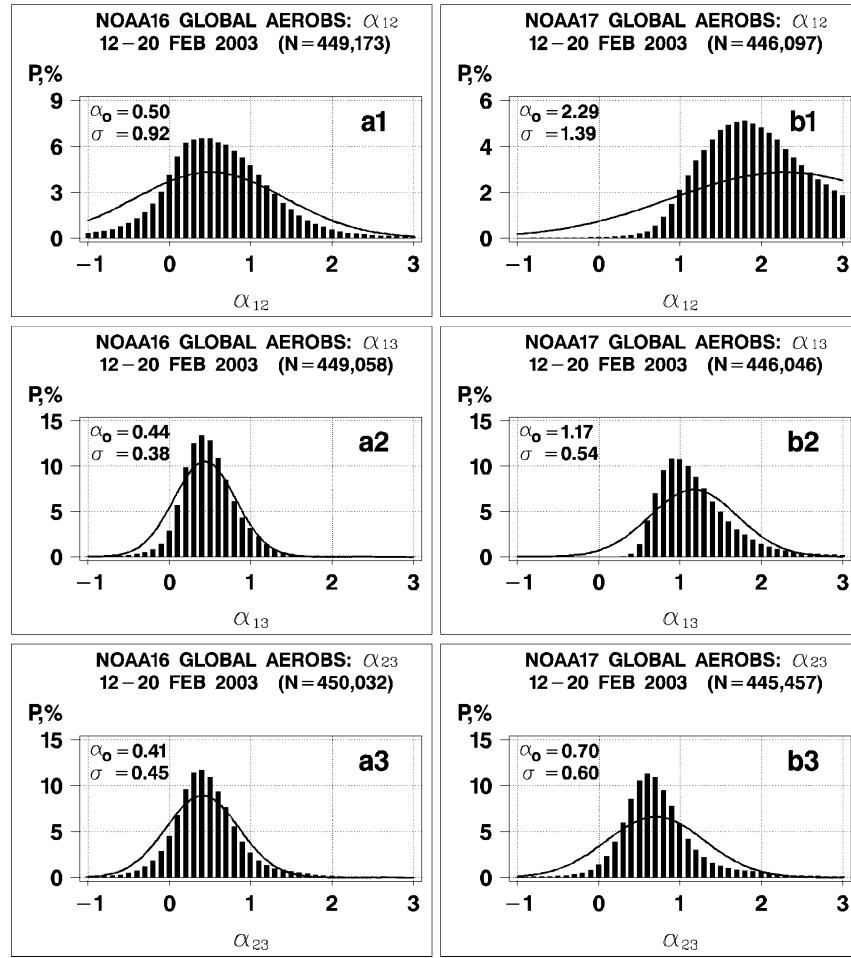 NOAA16 GLOBAL AEROBS: α12
12−20 FEB 2003 (N=449,173)
P,%
9
6
3
0
αo=0.50
σ =0.92
a1
−1 0 1 2 3
α12
NOAA17 GLOBAL AEROBS: α12
12−20 FEB 2003 (N=446,097)
P,%
6
4
2
0
αo=2.29
σ =1.39
b1
−1 0 1 2 3
α12
NOAA16 GLOBAL AEROBS: α13
12−20 FEB 2003 (N=449,058)
P,%
15
10
5
0
αo=0.44
σ =0.38
a2
−1 0 1 2 3
α13
NOAA17 GLOBAL AEROBS: α13
12−20 FEB 2003 (N=446,046)
P,%
15
10
5
0
αo=1.17
σ =0.54
b2
−1 0 1 2 3
α13
NOAA16 GLOBAL AEROBS: α23
12−20 FEB 2003 (N=450,032)
P,%
15
10
5
0
αo=0.41
σ =0.45
a3
−1 0 1 2 3
α23
NOAA17 GLOBAL AEROBS: α23
12−20 FEB 2003 (N=445,457)
P,%
15
10
5
0
αo=0.70
σ =0.60
b3
−1 0 1 2 3
α23